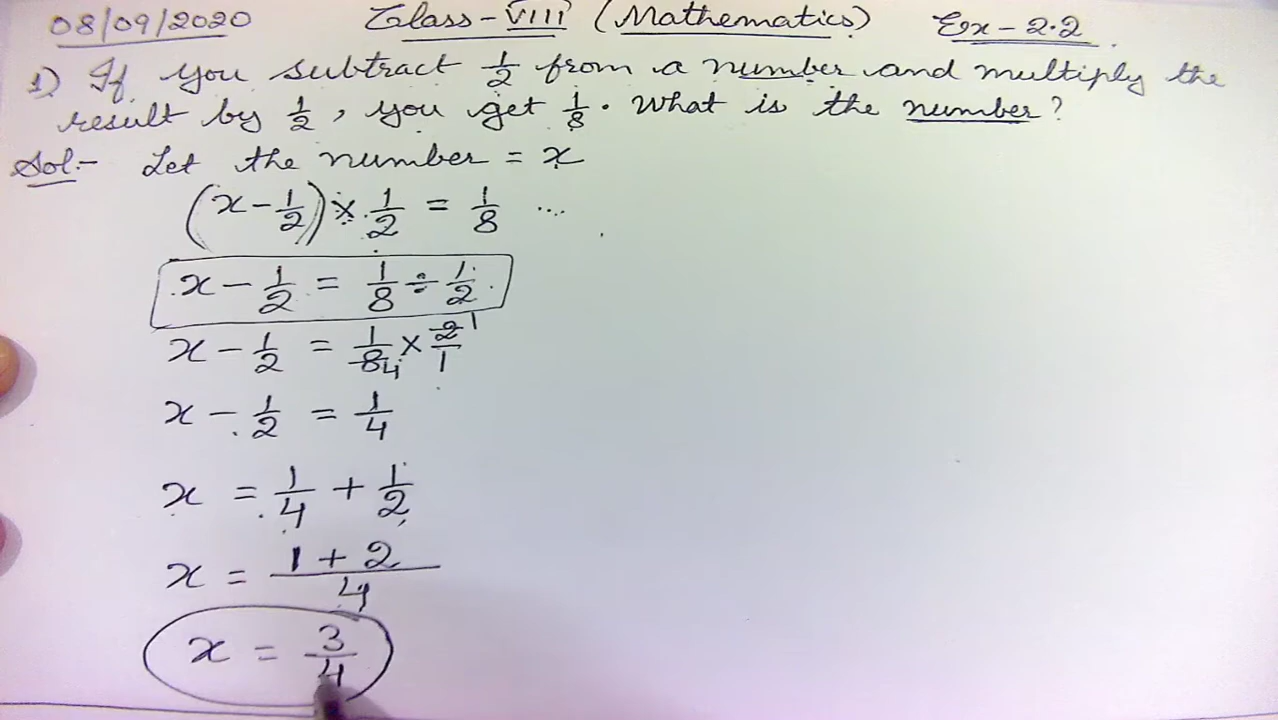 08/09/2020 Class-VIII (Mathematics) Ex-2.2
1) If you subtract 1/2 from a number and multiply the
result by 1/2, you get 1/8. What is the number?
Sol:- Let the number = x
(x - 1/2) × 1/2 = 1/8 ....
x - 1/2 = 1/8 ÷ 1/2
x - 1/2 = 1/8 4 × 2/1 1
x - 1/2 = 1/4
x = 1/4 + 1/2
x = 1+2/4
x = 3/4